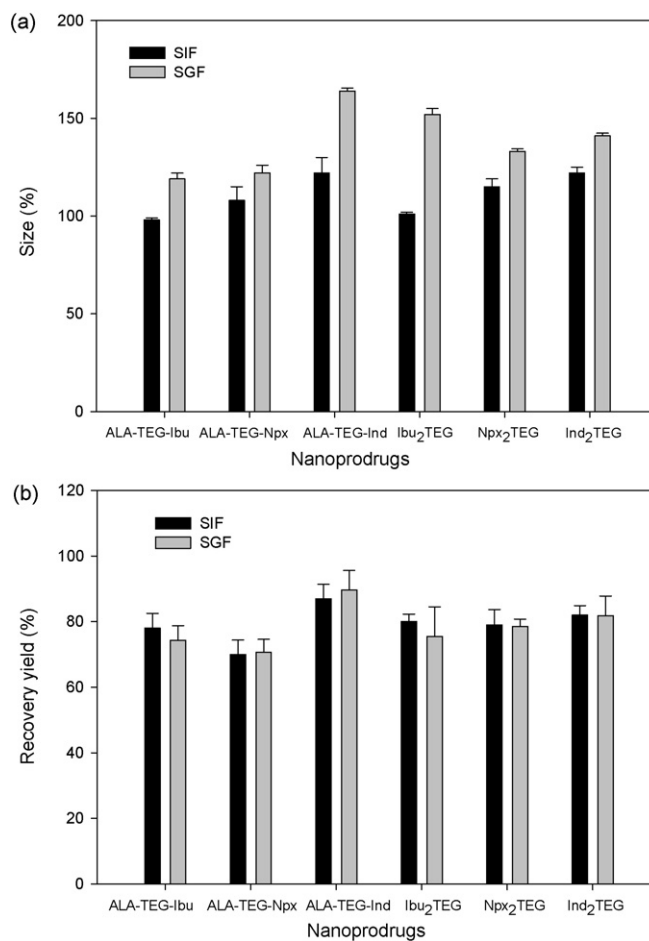 (a)
200
150
100
50
0
Size (%)
SIF
SGF
ALA-TEG-Ibu ALA-TEG-Npx ALA-TEG-Ind Ibu₂TEG Npx₂TEG Ind₂TEG
Nanoprodrugs
(b)
120
100
80
60
40
20
0
Recovery yield (%)
SIF
SGF
ALA-TEG-Ibu ALA-TEG-Npx ALA-TEG-Ind Ibu₂TEG Npx₂TEG Ind₂TEG
Nanoprodrugs